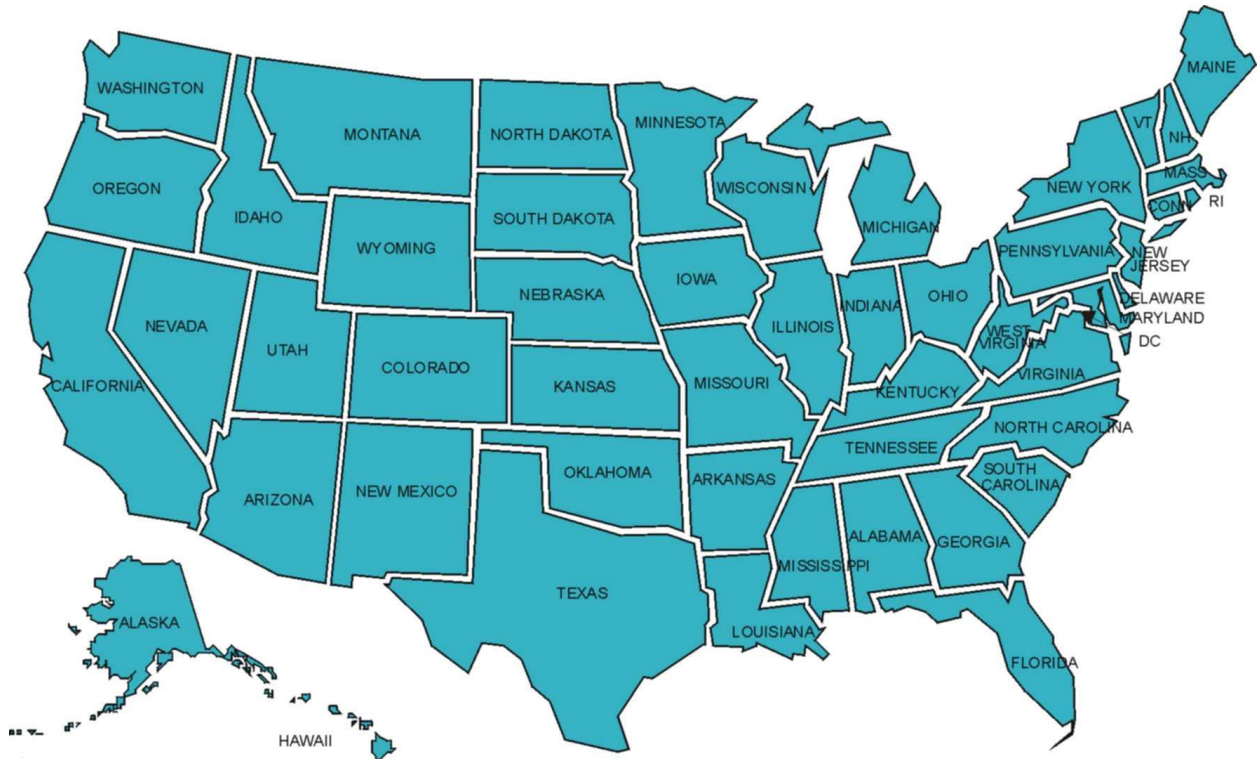 MAINE
WASHINGTON
VT
MINNESOTA
MONTANA
NORTH DAKOTA
NH
MASS
OREGON
WISCONSIN
NEW YORK
RI
CONN
IDAHO
SOUTH DAKOTA
MICHIGAN
WYOMING
PENNSYLVANIA
NEW
JERSEY
IOWA
NEBRASKA
OHIO
DELAWARE
INDIANA
MARYLAND
NEVADA
ILLINOIS
WEST
VIRGINIA
DC
UTAH
COLORADO
VIRGINIA
CALIFORNIA
KANSAS
MISSOURI
KENTUCKY
NORTH CAROLINA
TENNESSEE
OKLAHOMA
SOUTH
CAROLINA
ARKANSAS
NEW MEXICO
ARIZONA
ALABAMA
GEORGIA
MISSISSIPPI
TEXAS
ALASKA
LOUISIANA
FLORIDA
HAWAII